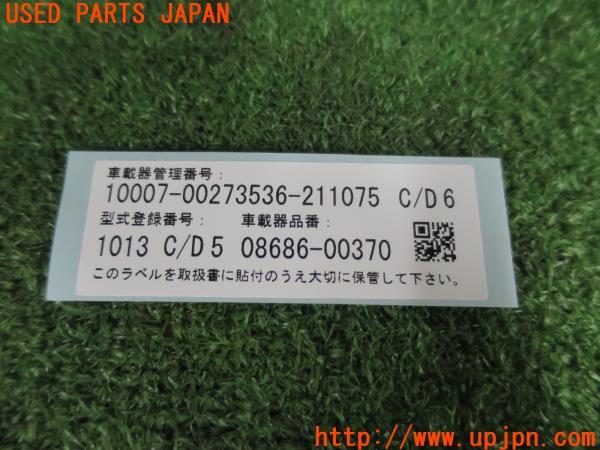 USED PARTS JAPAN
車載器管理番号:
10007-00273536-211075 C/D 6
型式登録番号: 車載器品番:
1013 C/D 5 08686-00370
このラベルを取扱書に貼付のうえ大切に保管して下さい。
http://www.upjpn.com/